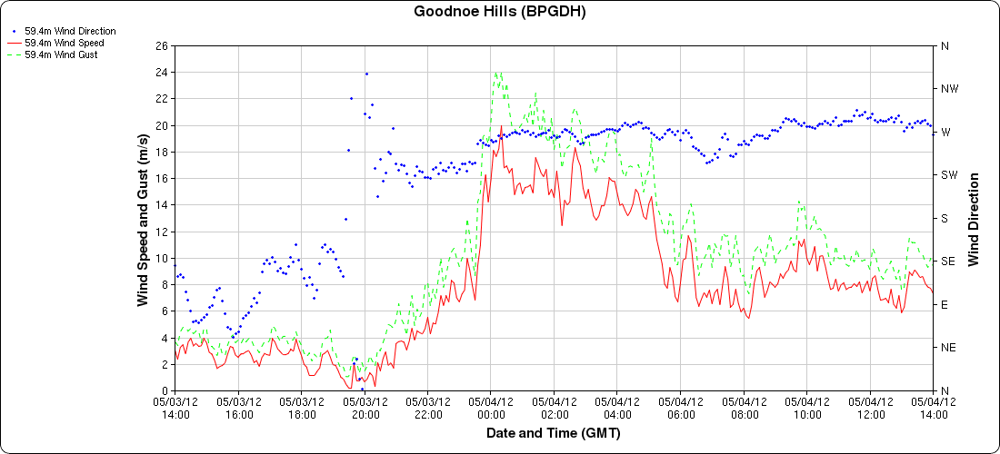 Goodnoe Hills (BPGDH)
59.4m Wind Direction
59.4m Wind Speed
59.4m Wind Gust
Wind Speed and Gust (m/s)
26
24
22
20
18
16
14
12
10
8
6
4
2
0
N
NW
W
SW
S
SE
E
NE
N
Wind Direction
05/03/12 05/03/12 05/03/12 05/03/12 05/03/12 05/04/12 05/04/12 05/04/12 05/04/12 05/04/12 05/04/12 05/04/12 05/04/12
14:00 16:00 18:00 20:00 22:00 00:00 02:00 04:00 06:00 08:00 10:00 12:00 14:00
Date and Time (GMT)